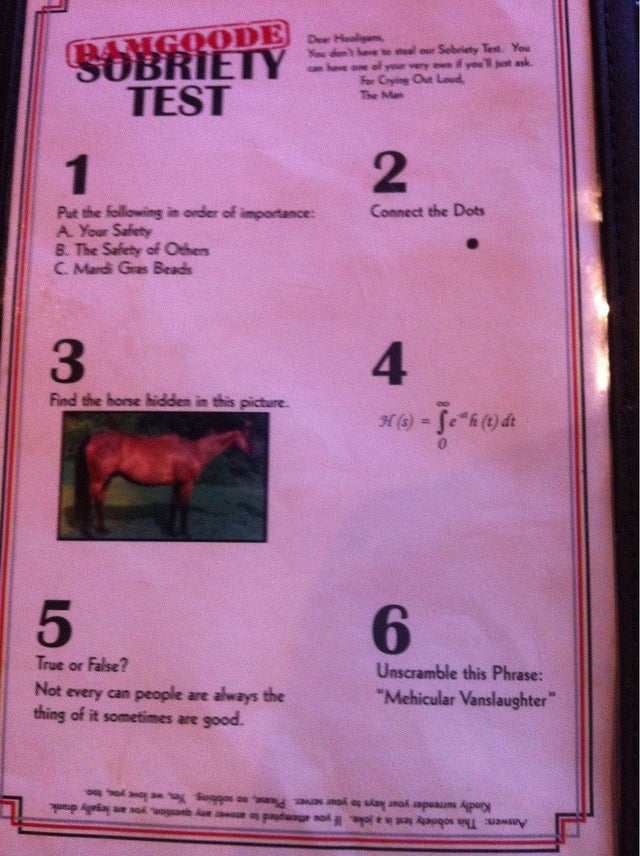 DAMGOODE
SOBRIETY
TEST
Dear Hooligans,
You don't have to steal our Sobriety Test. You
can have one of your very own if you'll just ask.
For Crying Out Loud,
The Man
1
Put the following in order of importance:
A. Your Safety
B. The Safety of Others
C. Mardi Gras Beads
2
Connect the Dots
3
Find the horse hidden in this picture.
4
H(s) = ∫₀^∞ e^-st h(t) dt
5
True or False?
Not every can people are always the
thing of it sometimes are good.
6
Unscramble this Phrase:
"Mehicular Vanslaughter"
Answers: This sobriety test is a joke. If you attempted to answer any question, you are legally drunk.
Kindly surrender your keys to your server. Please, no sobbing. Yes, we love you, too.